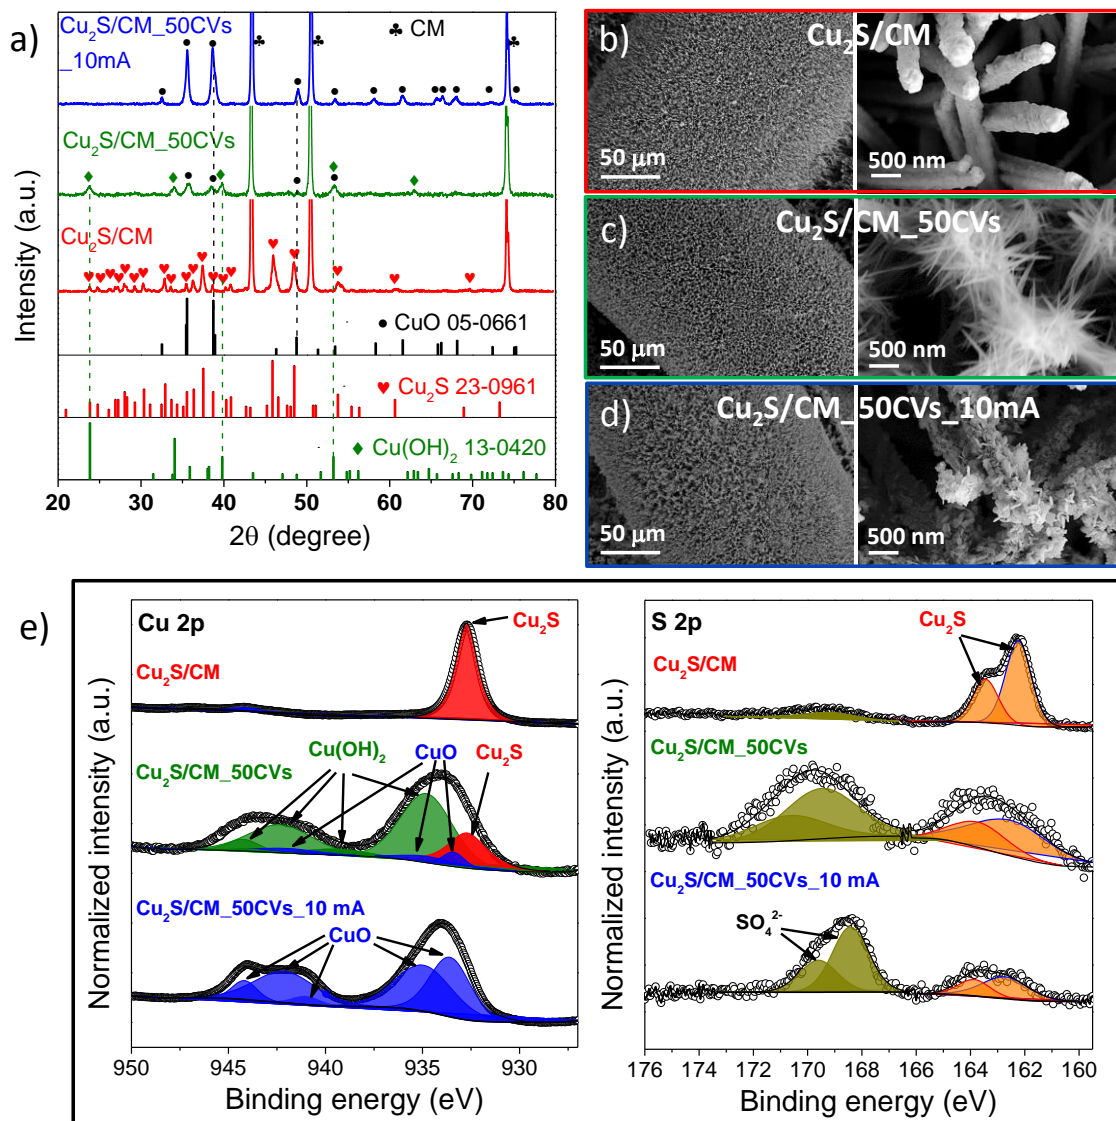 a)
Cu₂S/CM_50CVs
_10mA
♣ CM
Cu₂S/CM_50CVs
Cu₂S/CM
● CuO 05-0661
♥ Cu₂S 23-0961
♦ Cu(OH)₂ 13-0420
Intensity (a.u.)
20 30 40 50 60 70 80
2θ (degree)
b)
Cu₂S/CM
50 µm
500 nm
c)
Cu₂S/CM_50CVs
50 µm
500 nm
d)
Cu₂S/CM_50CVs_10mA
50 µm
500 nm
e)
Cu 2p
Cu₂S
Cu₂S/CM
Cu₂S/CM_50CVs
Cu(OH)₂
CuO
Cu₂S
Cu₂S/CM_50CVs_10 mA
CuO
Normalized intensity (a.u.)
950 945 940 935 930
Binding energy (eV)
S 2p
Cu₂S
Cu₂S/CM
Cu₂S/CM_50CVs
Cu₂S/CM_50CVs_10 mA
SO₄²⁻
Normalized intensity (a.u.)
176 174 172 170 168 166 164 162 160
Binding energy (eV)